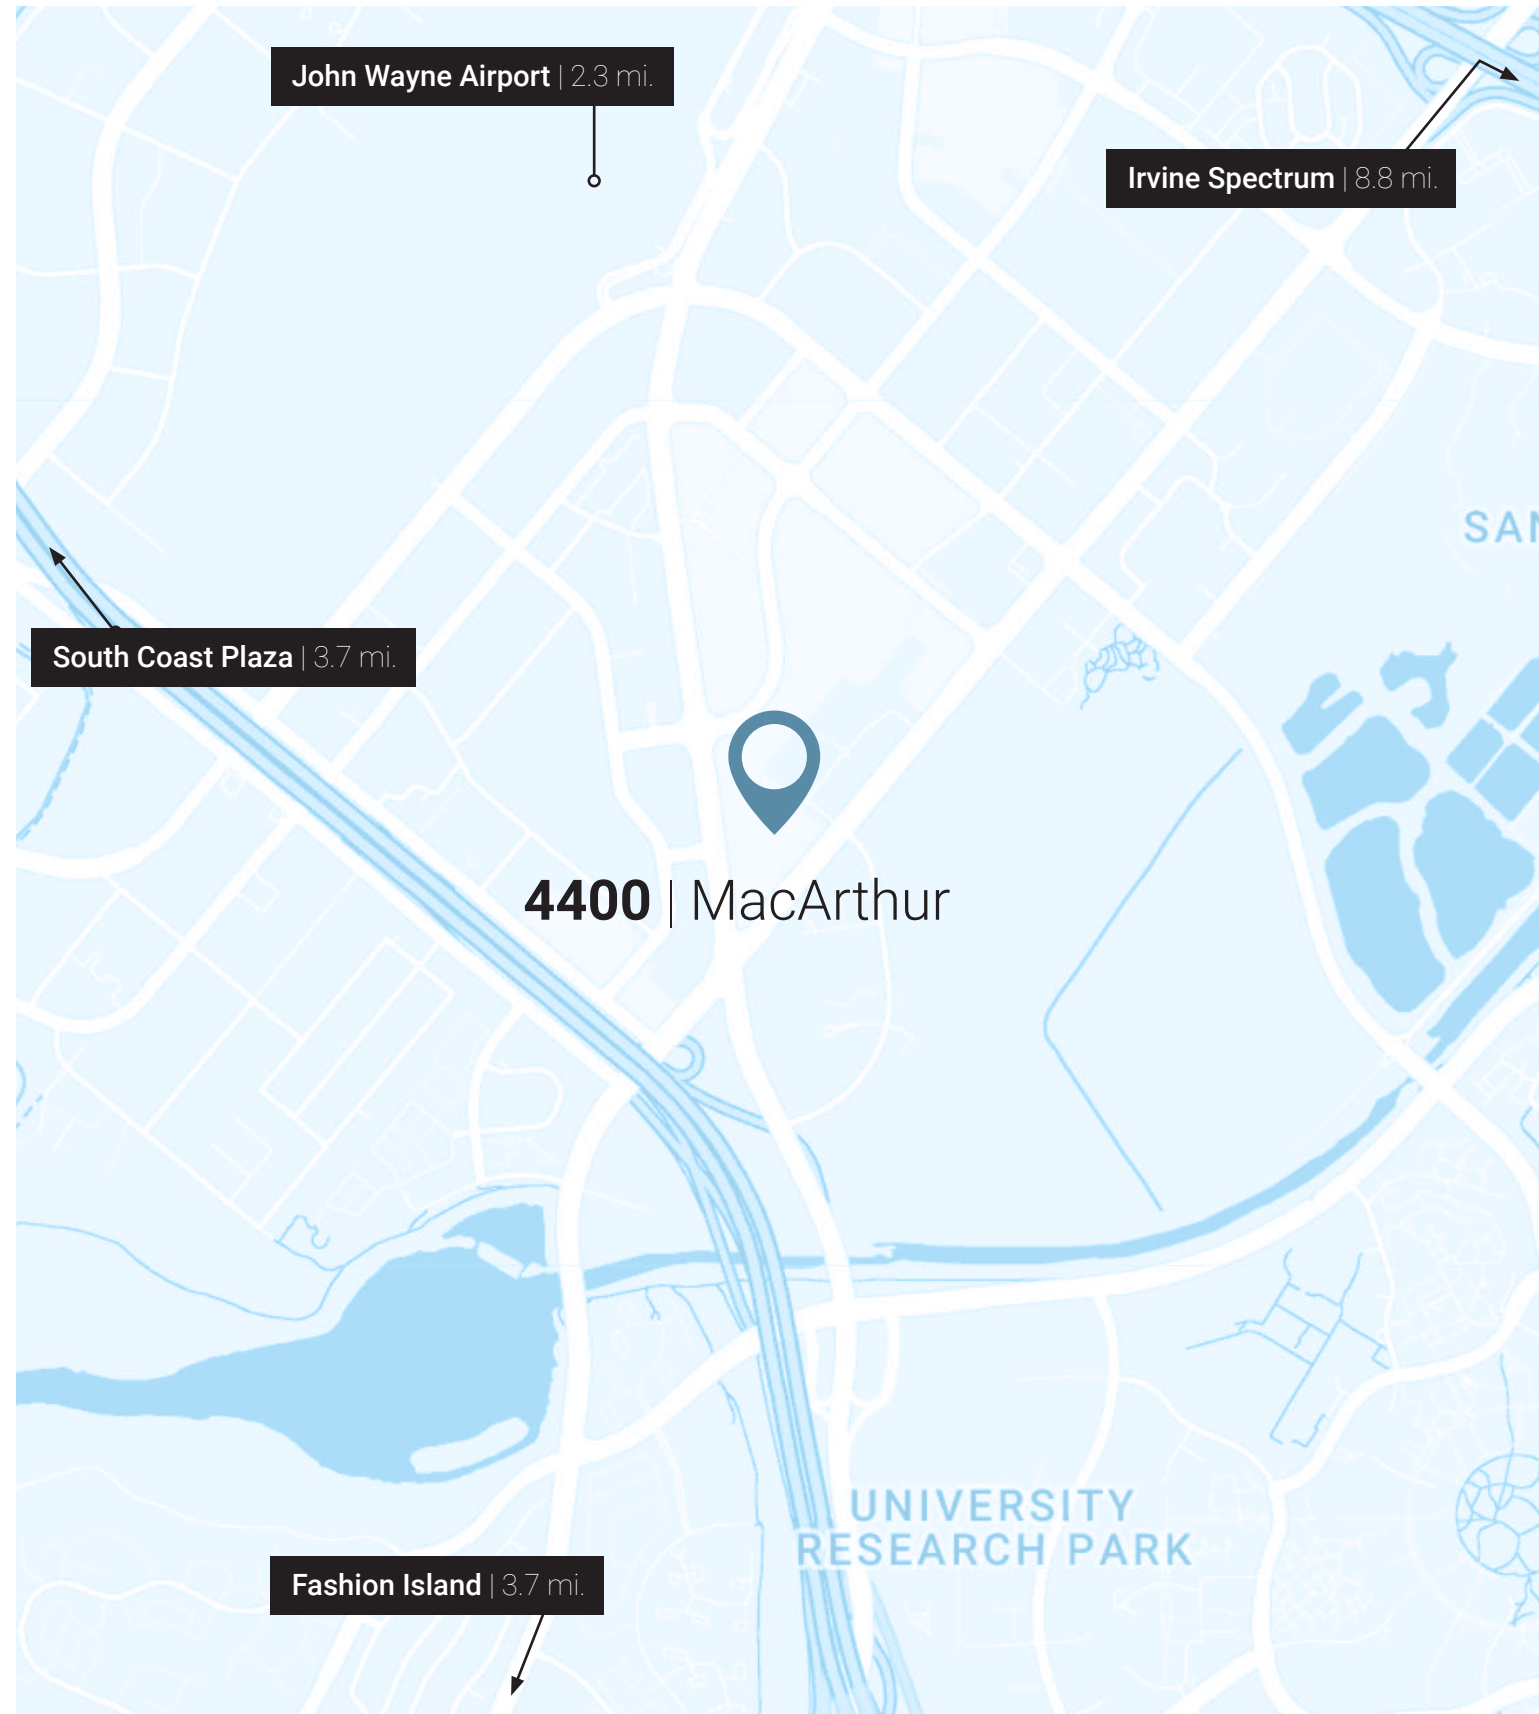 John Wayne Airport | 2.3 mi.
Irvine Spectrum | 8.8 mi.
SAN
South Coast Plaza | 3.7 mi.
4400 | MacArthur
UNIVERSITY
RESEARCH PARK
Fashion Island | 3.7 mi.